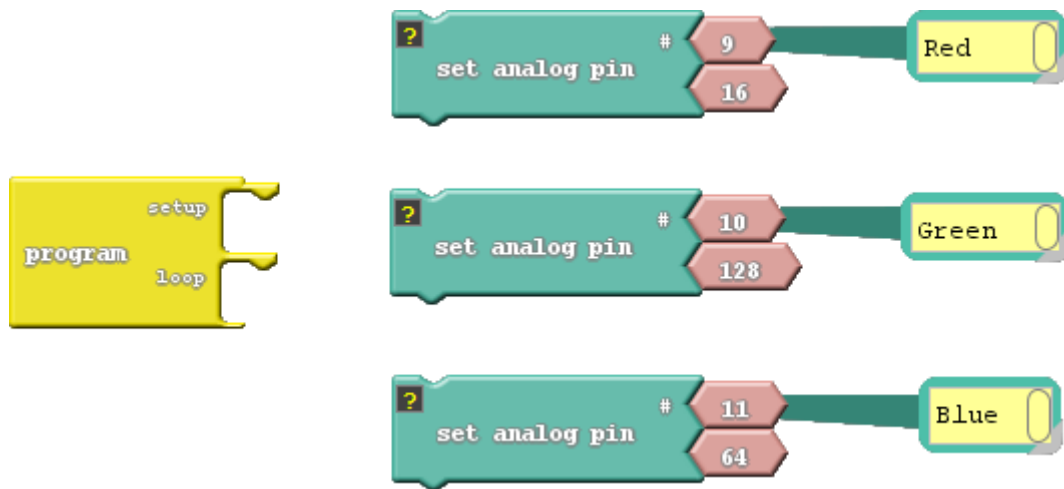 ?
#
9
Red
set analog pin
16
setup
program
loop
?
#
10
Green
set analog pin
128
?
#
11
Blue
set analog pin
64